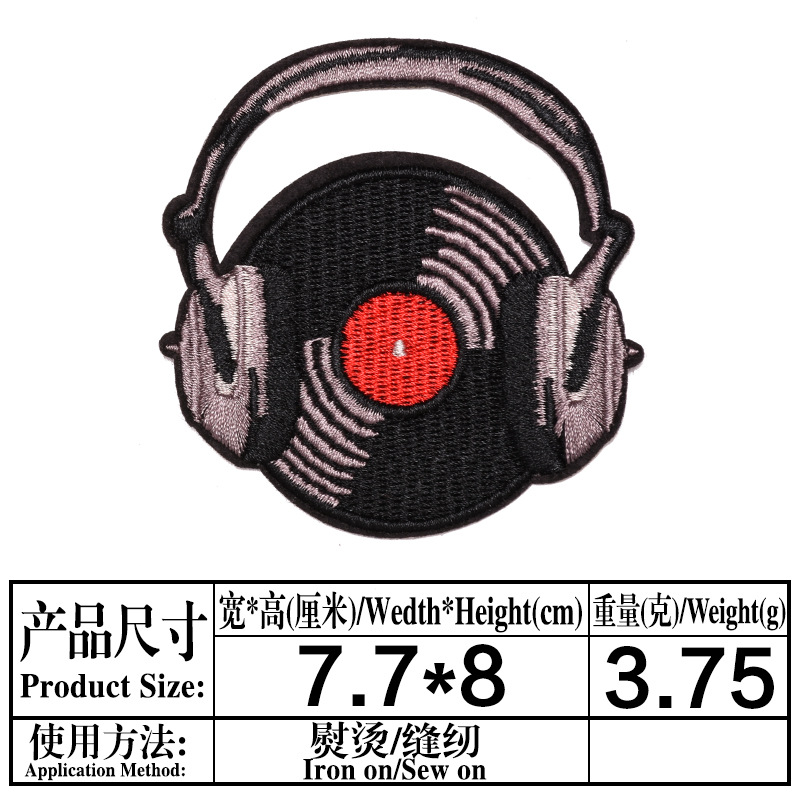 产品尺寸
Product Size:
宽*高(厘米)/Wedth*Height(cm)
重量(克)/Weight(g)
7.7*8
3.75
使用方法:
Application Method:
熨烫/缝纫
Iron on/Sew on